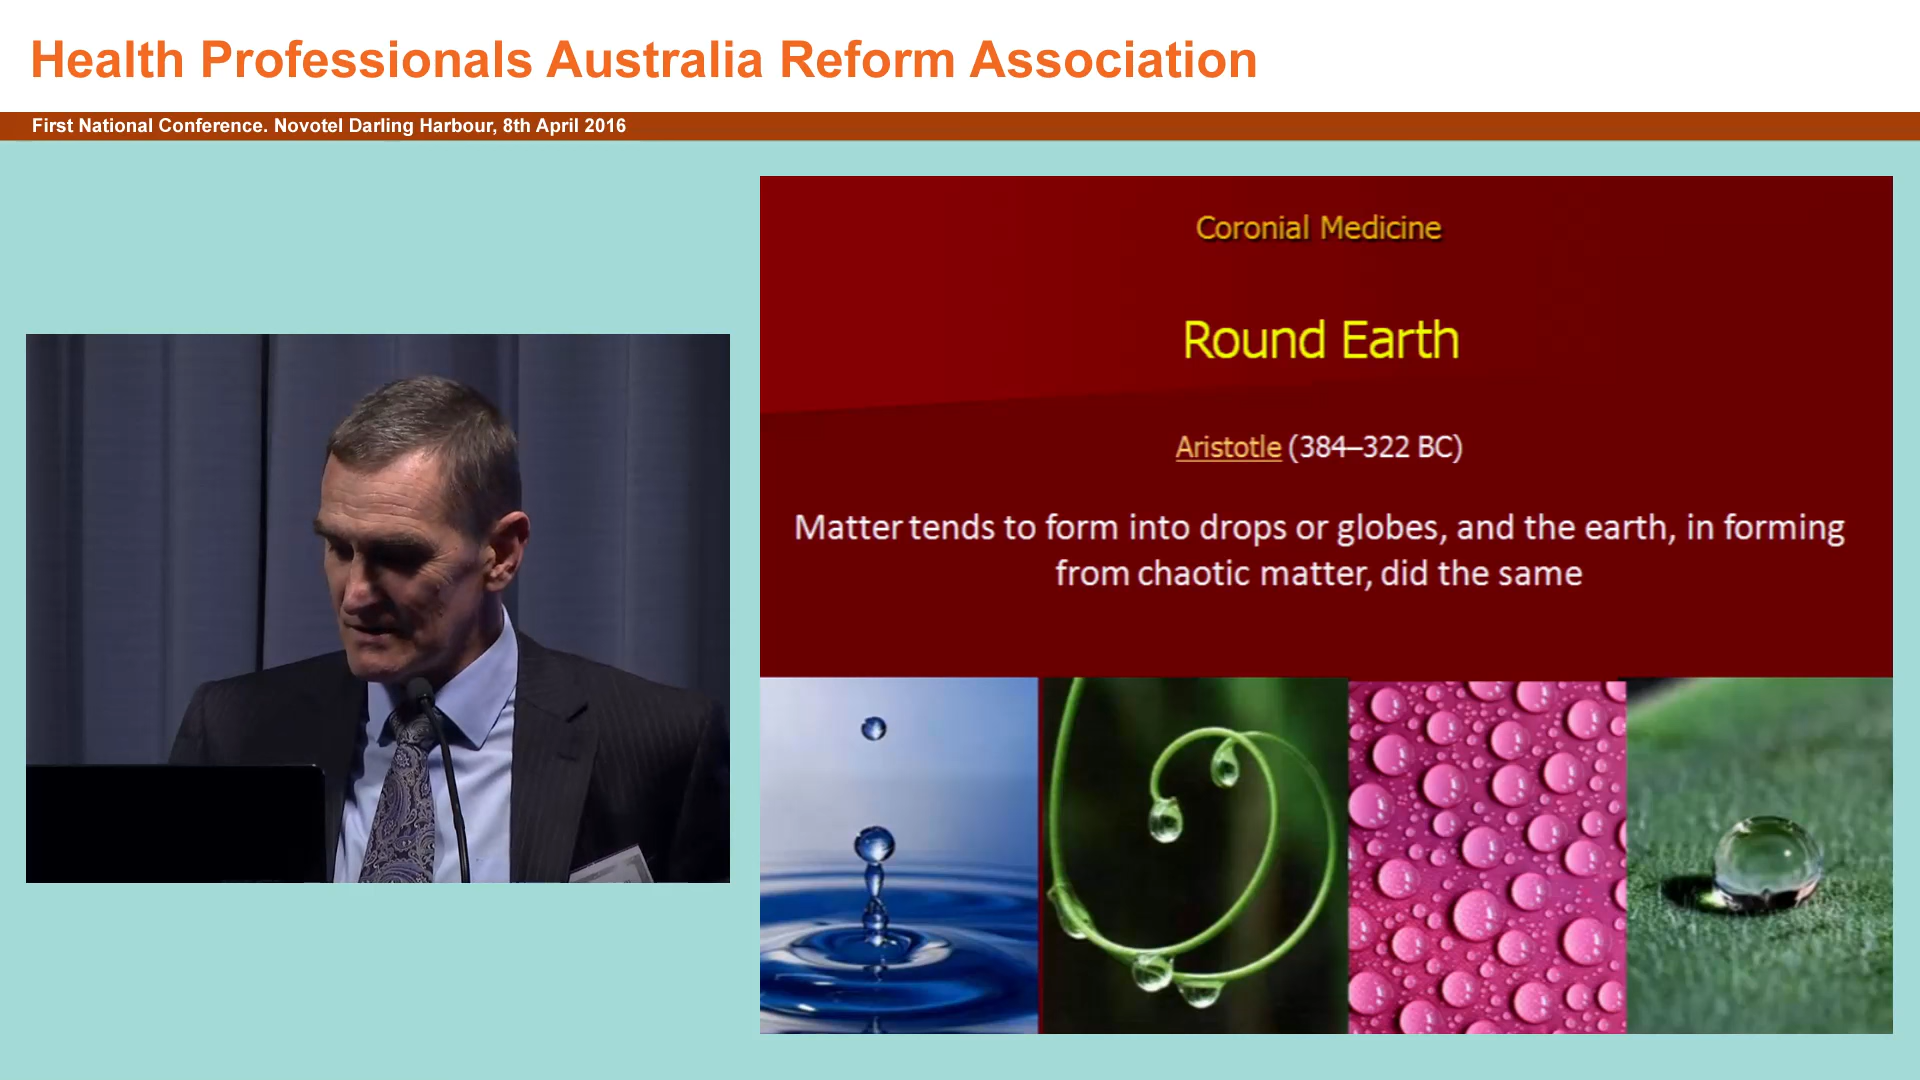 Health Professionals Australia Reform Association
First National Conference. Novotel Darling Harbour, 8th April 2016
Coronial Medicine
Round Earth
Aristotle (384–322 BC)
Matter tends to form into drops or globes, and the earth, in forming
from chaotic matter, did the same